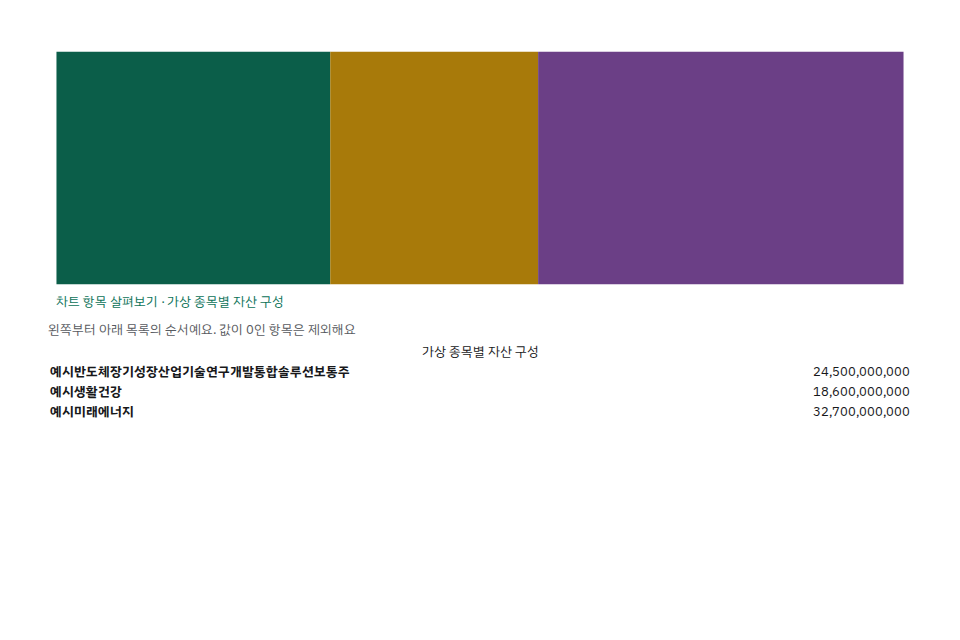 차트 항목 살펴보기 · 가상 종목별 자산 구성
왼쪽부터 아래 목록의 순서예요. 값이 0인 항목은 제외해요
가상 종목별 자산 구성
예시반도체장기성장산업기술연구개발통합솔루션보통주 24,500,000,000
예시생활건강 18,600,000,000
예시미래에너지 32,700,000,000